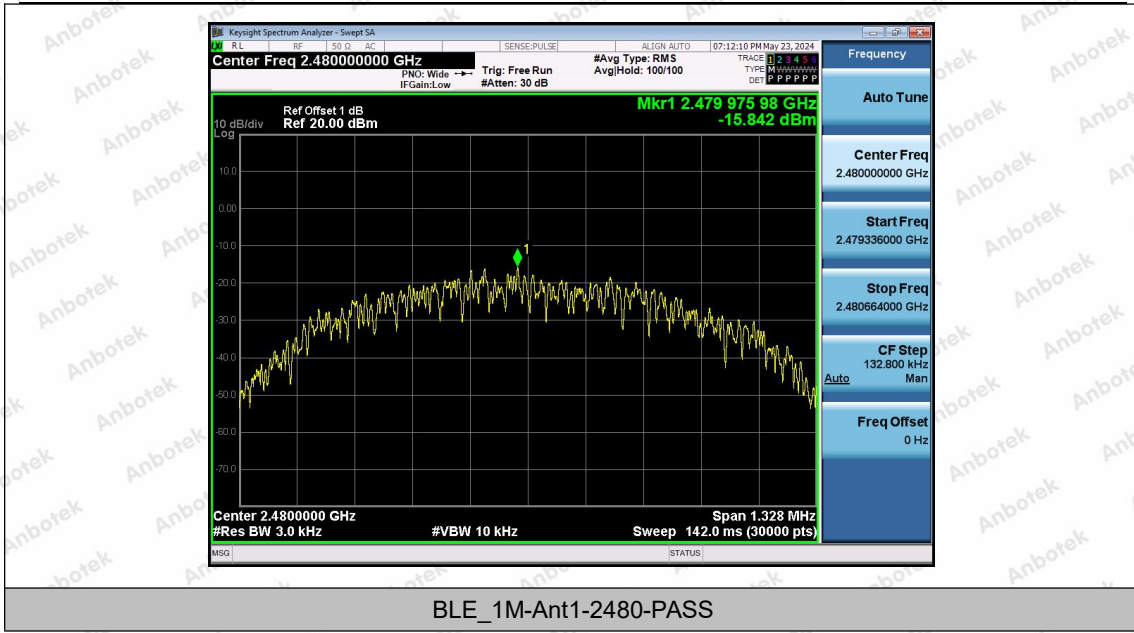 Keysight Spectrum Analyzer - Swept SA
LXI RL RF 50 Ω AC SENSE:PULSE ALIGN AUTO 07:12:10 PM May 23, 2024
Center Freq 2.480000000 GHz
PNO: Wide
IFGain:Low
Trig: Free Run
#Atten: 30 dB
#Avg Type: RMS
Avg|Hold: 100/100
TRACE 1 2 3 4 5 6
TYPE M W W W W W
DET P P P P P P
Frequency
Mkr1 2.479 975 98 GHz
-15.842 dBm
Ref Offset 1 dB
10 dB/div Ref 20.00 dBm
Log
10.0
0.00
-10.0
-20.0
-30.0
-40.0
-50.0
-60.0
-70.0
1
Center 2.4800000 GHz Span 1.328 MHz
#Res BW 3.0 kHz #VBW 10 kHz Sweep 142.0 ms (30000 pts)
MSG STATUS
Auto Tune
Center Freq
2.480000000 GHz
Start Freq
2.479336000 GHz
Stop Freq
2.480664000 GHz
CF Step
132.800 kHz
Auto Man
Freq Offset
0 Hz
BLE_1M-Ant1-2480-PASS
Anbotek